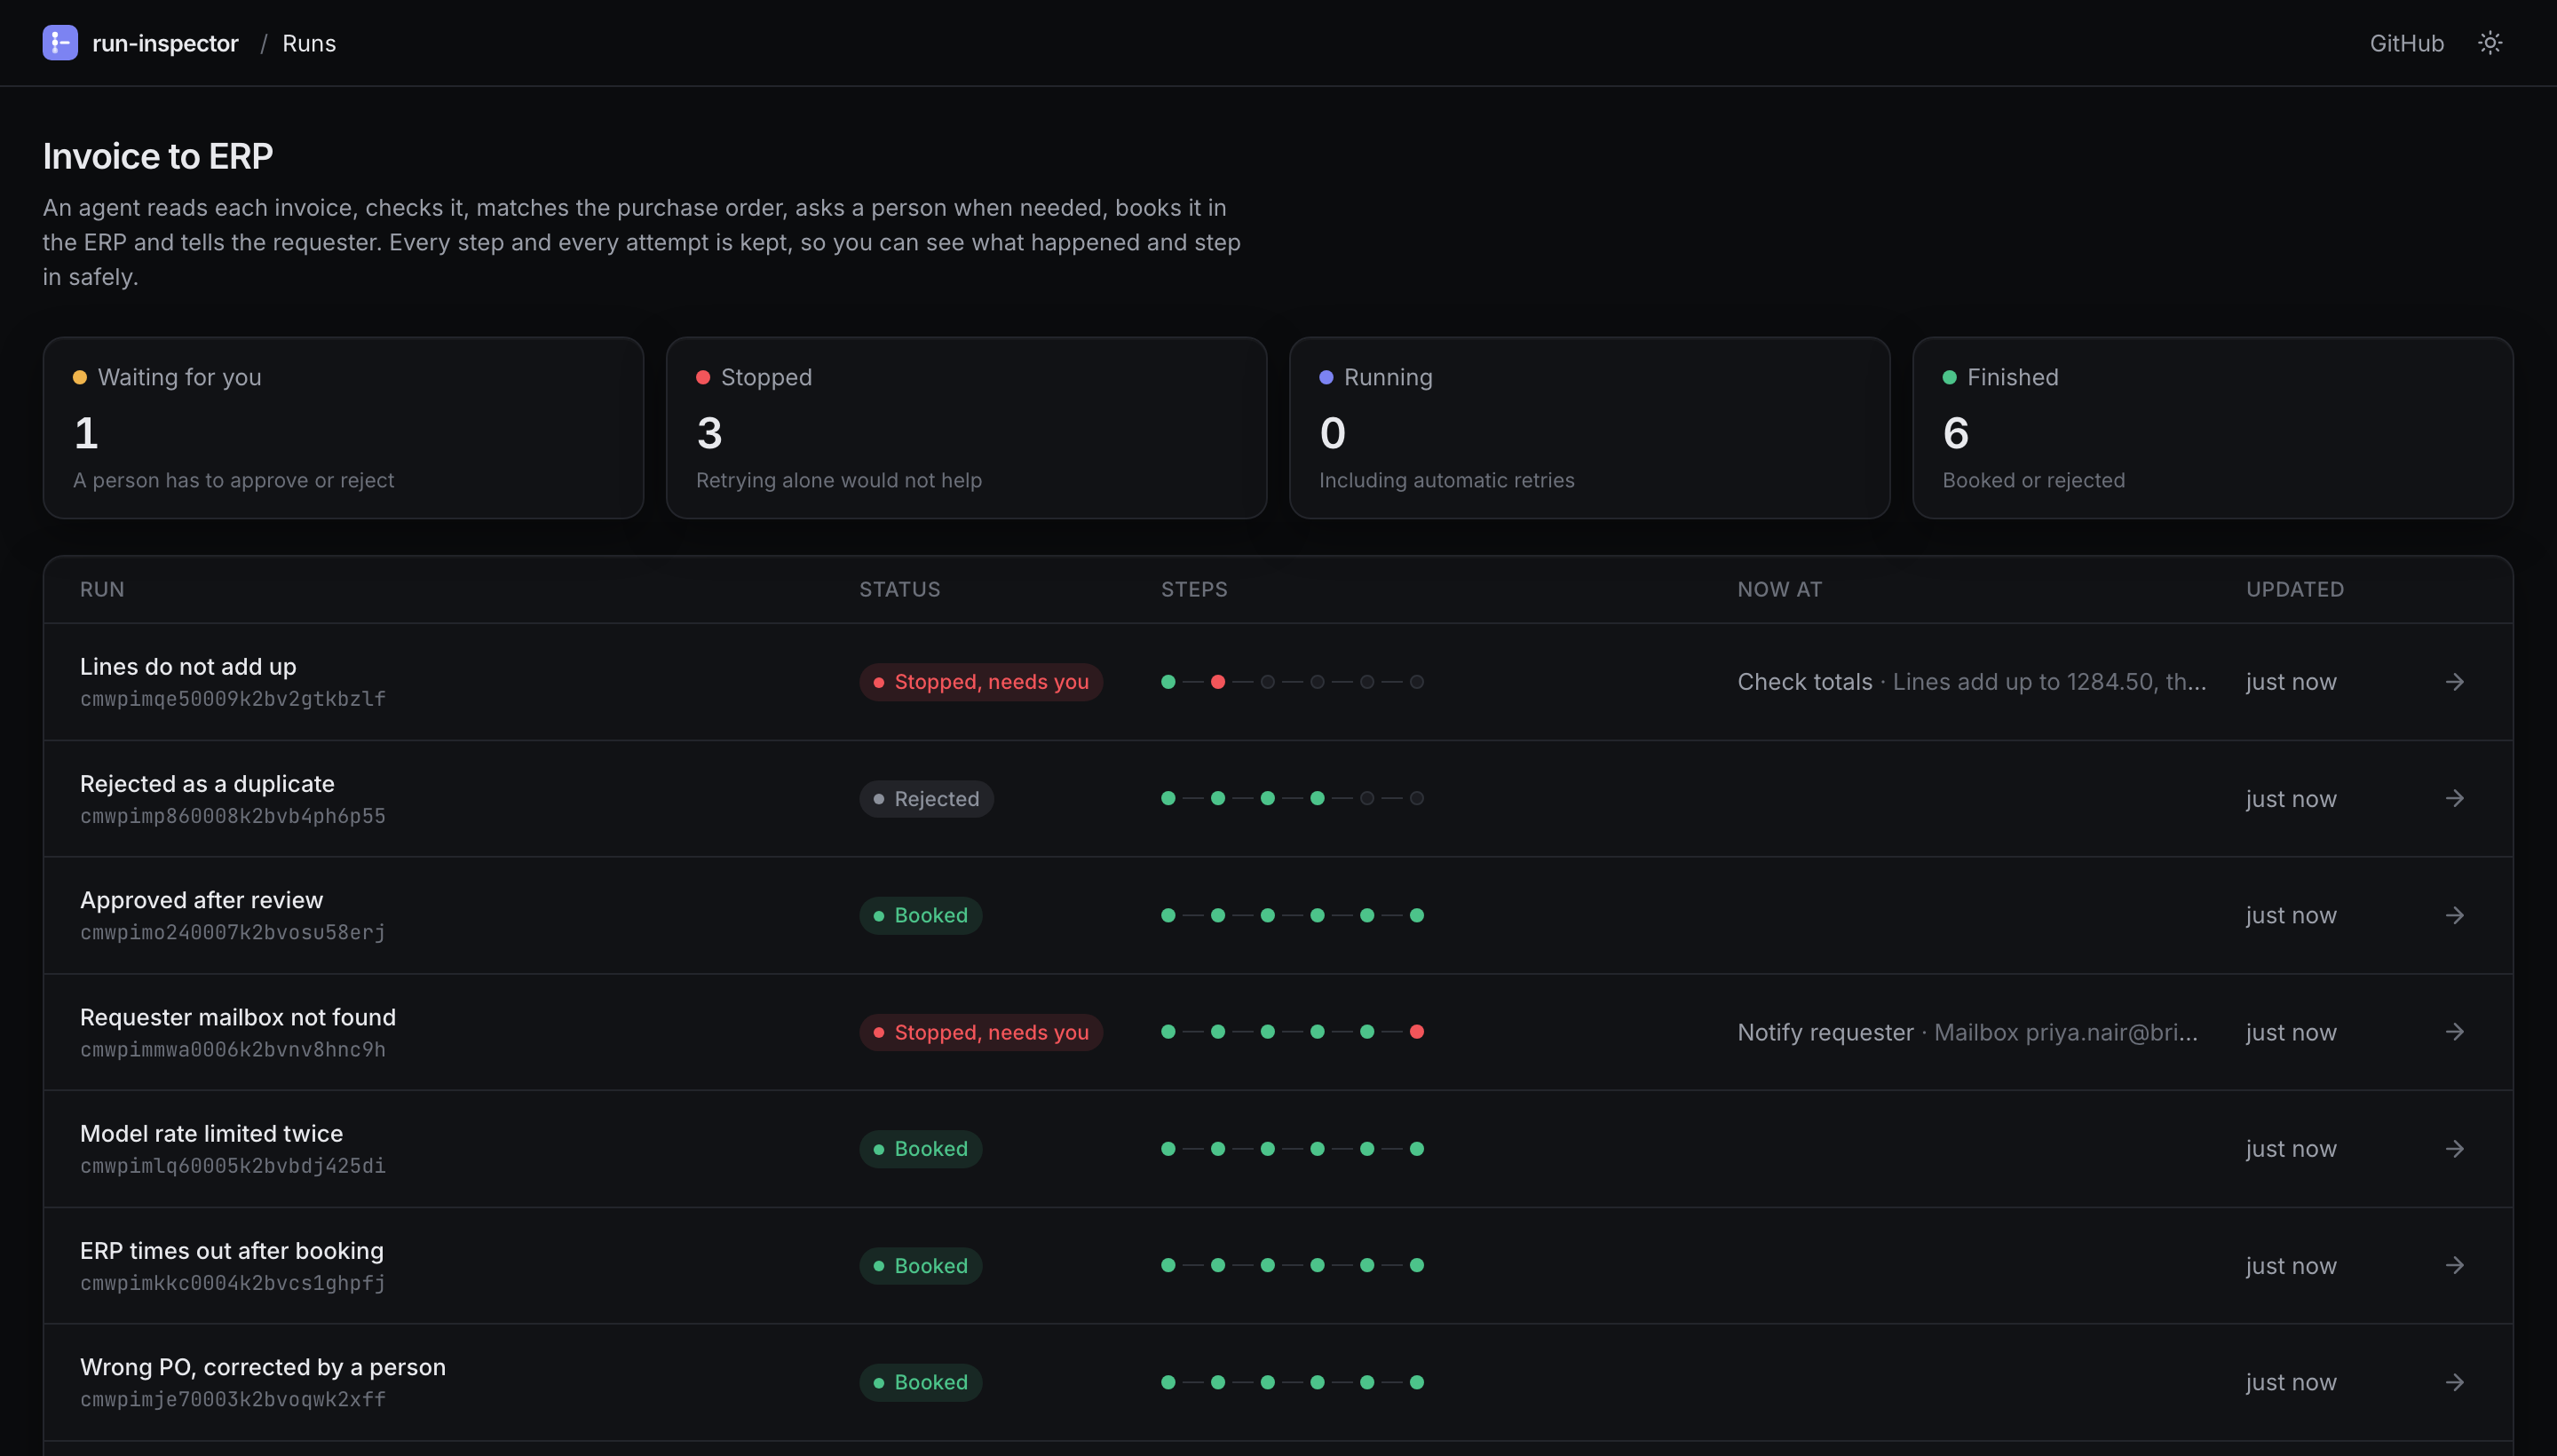 run-inspector / Runs
GitHub
Invoice to ERP
An agent reads each invoice, checks it, matches the purchase order, asks a person when needed, books it in
the ERP and tells the requester. Every step and every attempt is kept, so you can see what happened and step
in safely.
Waiting for you
1
A person has to approve or reject
Stopped
3
Retrying alone would not help
Running
0
Including automatic retries
Finished
6
Booked or rejected
RUN STATUS STEPS NOW AT UPDATED
Lines do not add up
cmwpimqe50009k2bv2gtkbzlf
Stopped, needs you
Check totals · Lines add up to 1284.50, th...
just now
Rejected as a duplicate
cmwpimp860008k2bvb4ph6p55
Rejected
just now
Approved after review
cmwpimo240007k2bvosu58erj
Booked
just now
Requester mailbox not found
cmwpimmwa0006k2bvnv8hnc9h
Stopped, needs you
Notify requester · Mailbox priya.nair@bri...
just now
Model rate limited twice
cmwpimlq60005k2bvbdj425di
Booked
just now
ERP times out after booking
cmwpimkkc0004k2bvcs1ghpfj
Booked
just now
Wrong PO, corrected by a person
cmwpimje70003k2bvoqwk2xff
Booked
just now